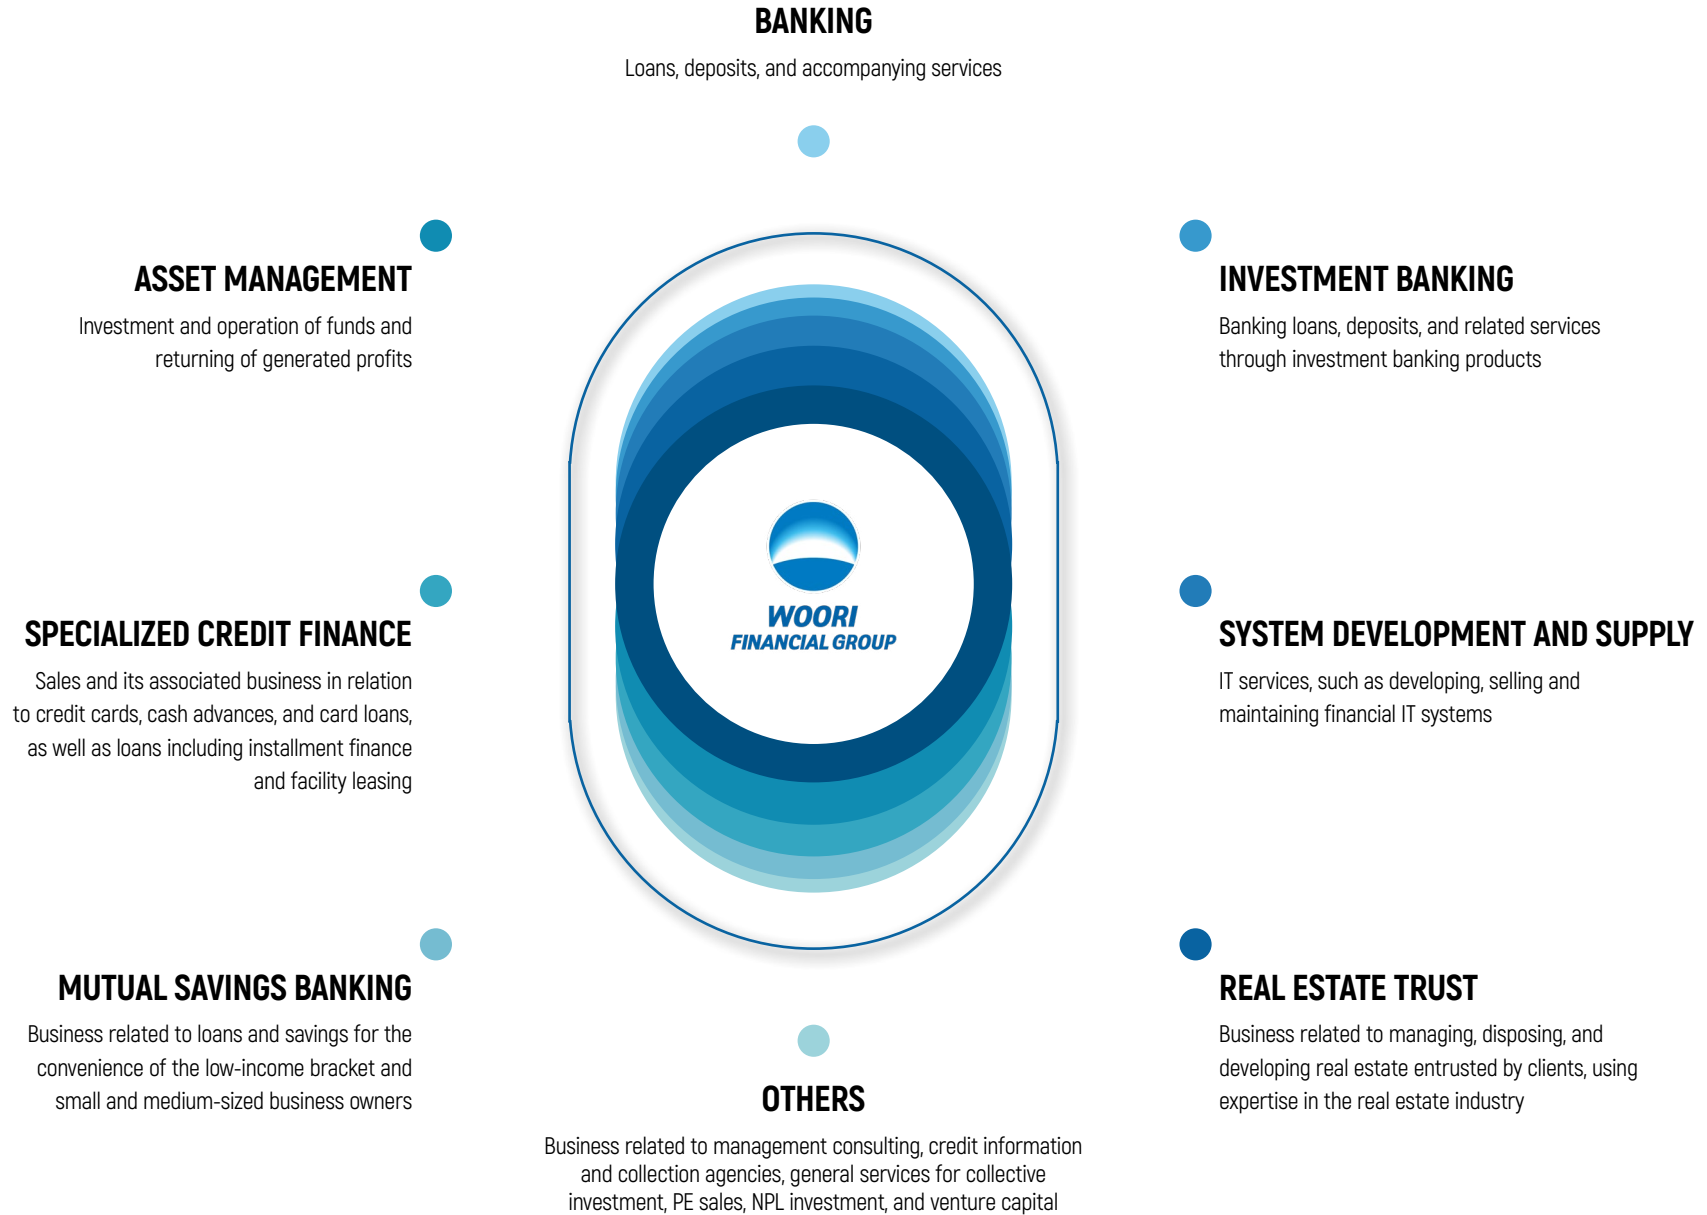 BANKING
Loans, deposits, and accompanying services
ASSET MANAGEMENT
Investment and operation of funds and
returning of generated profits
INVESTMENT BANKING
Banking loans, deposits, and related services
through investment banking products
WOORI
FINANCIAL GROUP
SPECIALIZED CREDIT FINANCE
Sales and its associated business in relation
to credit cards, cash advances, and card loans,
as well as loans including installment finance
and facility leasing
SYSTEM DEVELOPMENT AND SUPPLY
IT services, such as developing, selling and
maintaining financial IT systems
MUTUAL SAVINGS BANKING
Business related to loans and savings for the
convenience of the low-income bracket and
small and medium-sized business owners
REAL ESTATE TRUST
Business related to managing, disposing, and
developing real estate entrusted by clients, using
expertise in the real estate industry
OTHERS
Business related to management consulting, credit information
and collection agencies, general services for collective
investment, PE sales, NPL investment, and venture capital